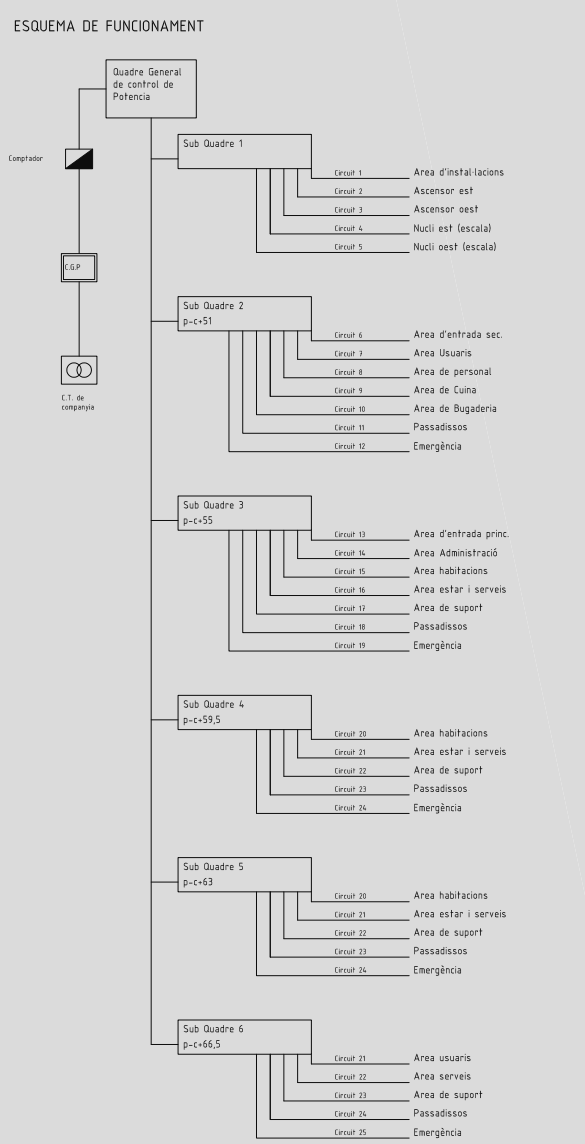 ESQUEMA DE FUNCIONAMENT
Quadre General
de control de
Potencia
Comptador
C.G.P
C.T. de
companyia
Sub Quadre 1
Circuit 1 Area d'instal·lacions
Circuit 2 Ascensor est
Circuit 3 Ascensor oest
Circuit 4 Nucli est (escala)
Circuit 5 Nucli oest (escala)
Sub Quadre 2
p-c+51
Circuit 6 Area d'entrada sec.
Circuit 7 Area Usuaris
Circuit 8 Area de personal
Circuit 9 Area de Cuina
Circuit 10 Area de Bugaderia
Circuit 11 Passadissos
Circuit 12 Emergència
Sub Quadre 3
p-c+55
Circuit 13 Area d'entrada princ.
Circuit 14 Area Administració
Circuit 15 Area habitacions
Circuit 16 Area estar i serveis
Circuit 17 Area de suport
Circuit 18 Passadissos
Circuit 19 Emergència
Sub Quadre 4
p-c+59,5
Circuit 20 Area habitacions
Circuit 21 Area estar i serveis
Circuit 22 Area de suport
Circuit 23 Passadissos
Circuit 24 Emergència
Sub Quadre 5
p-c+63
Circuit 20 Area habitacions
Circuit 21 Area estar i serveis
Circuit 22 Area de suport
Circuit 23 Passadissos
Circuit 24 Emergència
Sub Quadre 6
p-c+66,5
Circuit 21 Area usuaris
Circuit 22 Area serveis
Circuit 23 Area de suport
Circuit 24 Passadissos
Circuit 25 Emergència